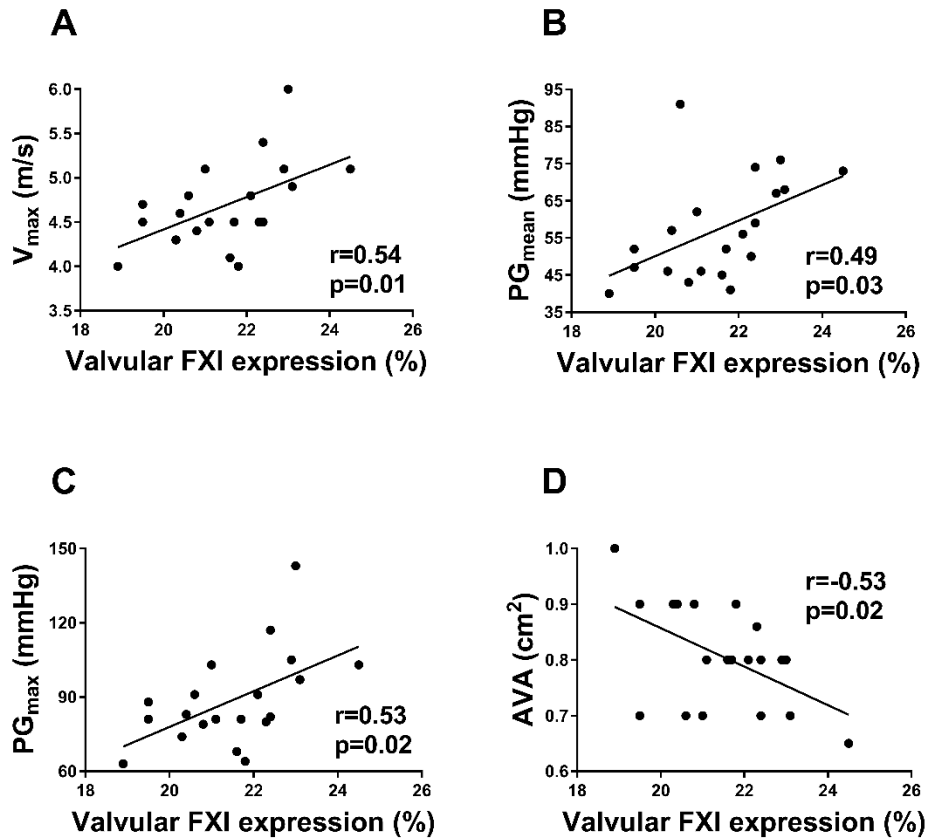 A
6.0
5.5
5.0
4.5
4.0
3.5
Vmax (m/s)
r=0.54
p=0.01
18 20 22 24 26
Valvular FXI expression (%)
B
95
85
75
65
55
45
35
PGmean (mmHg)
r=0.49
p=0.03
18 20 22 24 26
Valvular FXI expression (%)
C
150
120
90
60
PGmax (mmHg)
r=0.53
p=0.02
18 20 22 24 26
Valvular FXI expression (%)
D
1.0
0.9
0.8
0.7
0.6
AVA (cm²)
r=-0.53
p=0.02
18 20 22 24 26
Valvular FXI expression (%)